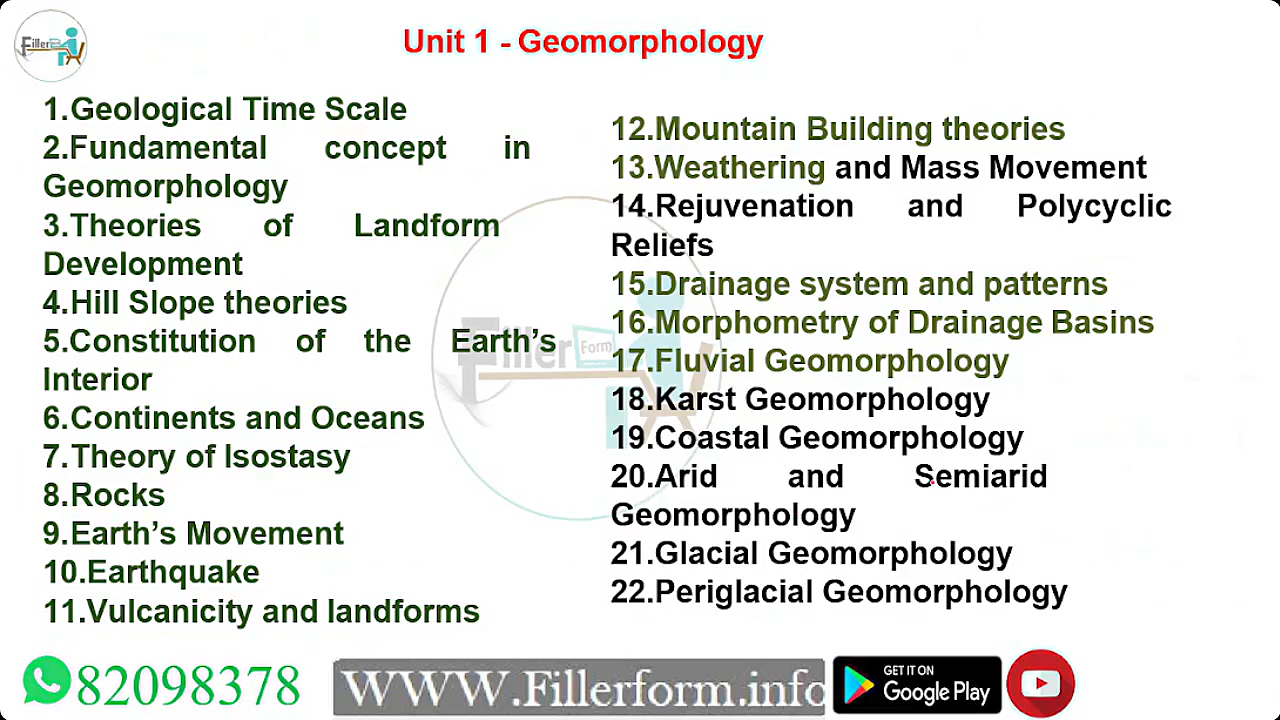 Filler
Unit 1 - Geomorphology
1.Geological Time Scale
2.Fundamental concept in
Geomorphology
3.Theories of Landform
Development
4.Hill Slope theories
5.Constitution of the Earth’s
Interior
6.Continents and Oceans
7.Theory of Isostasy
8.Rocks
9.Earth’s Movement
10.Earthquake
11.Vulcanicity and landforms
12.Mountain Building theories
13.Weathering and Mass Movement
14.Rejuvenation and Polycyclic
Reliefs
15.Drainage system and patterns
16.Morphometry of Drainage Basins
17.Fluvial Geomorphology
18.Karst Geomorphology
19.Coastal Geomorphology
20.Arid and Semiarid
Geomorphology
21.Glacial Geomorphology
22.Periglacial Geomorphology
Filler Form
82098378
WWW.Fillerform.info
GET IT ON
Google Play